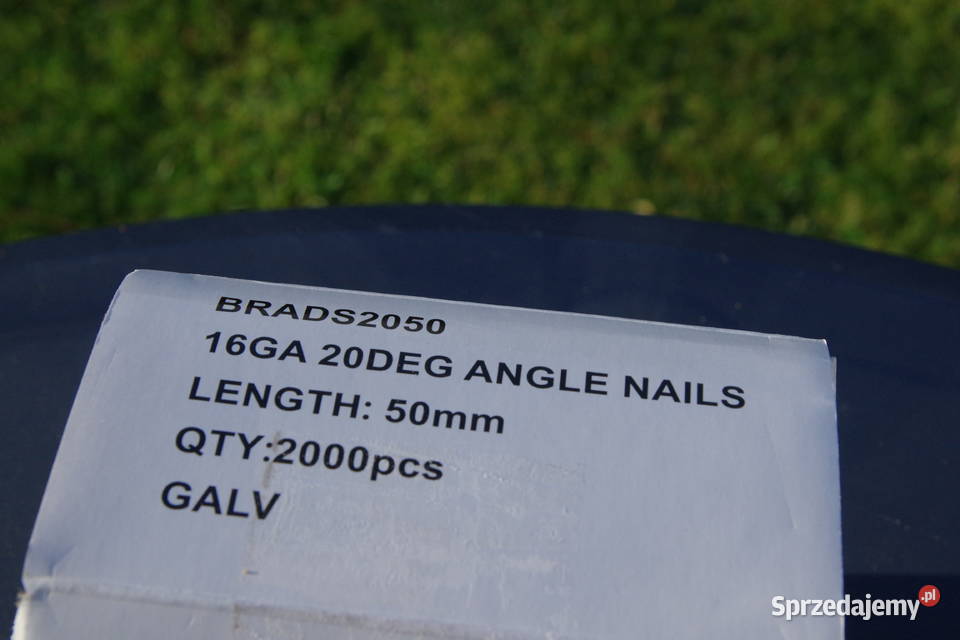 BRADS2050
16GA 20DEG ANGLE NAILS
LENGTH: 50mm
QTY:2000pcs
GALV
Sprzedajemy.pl